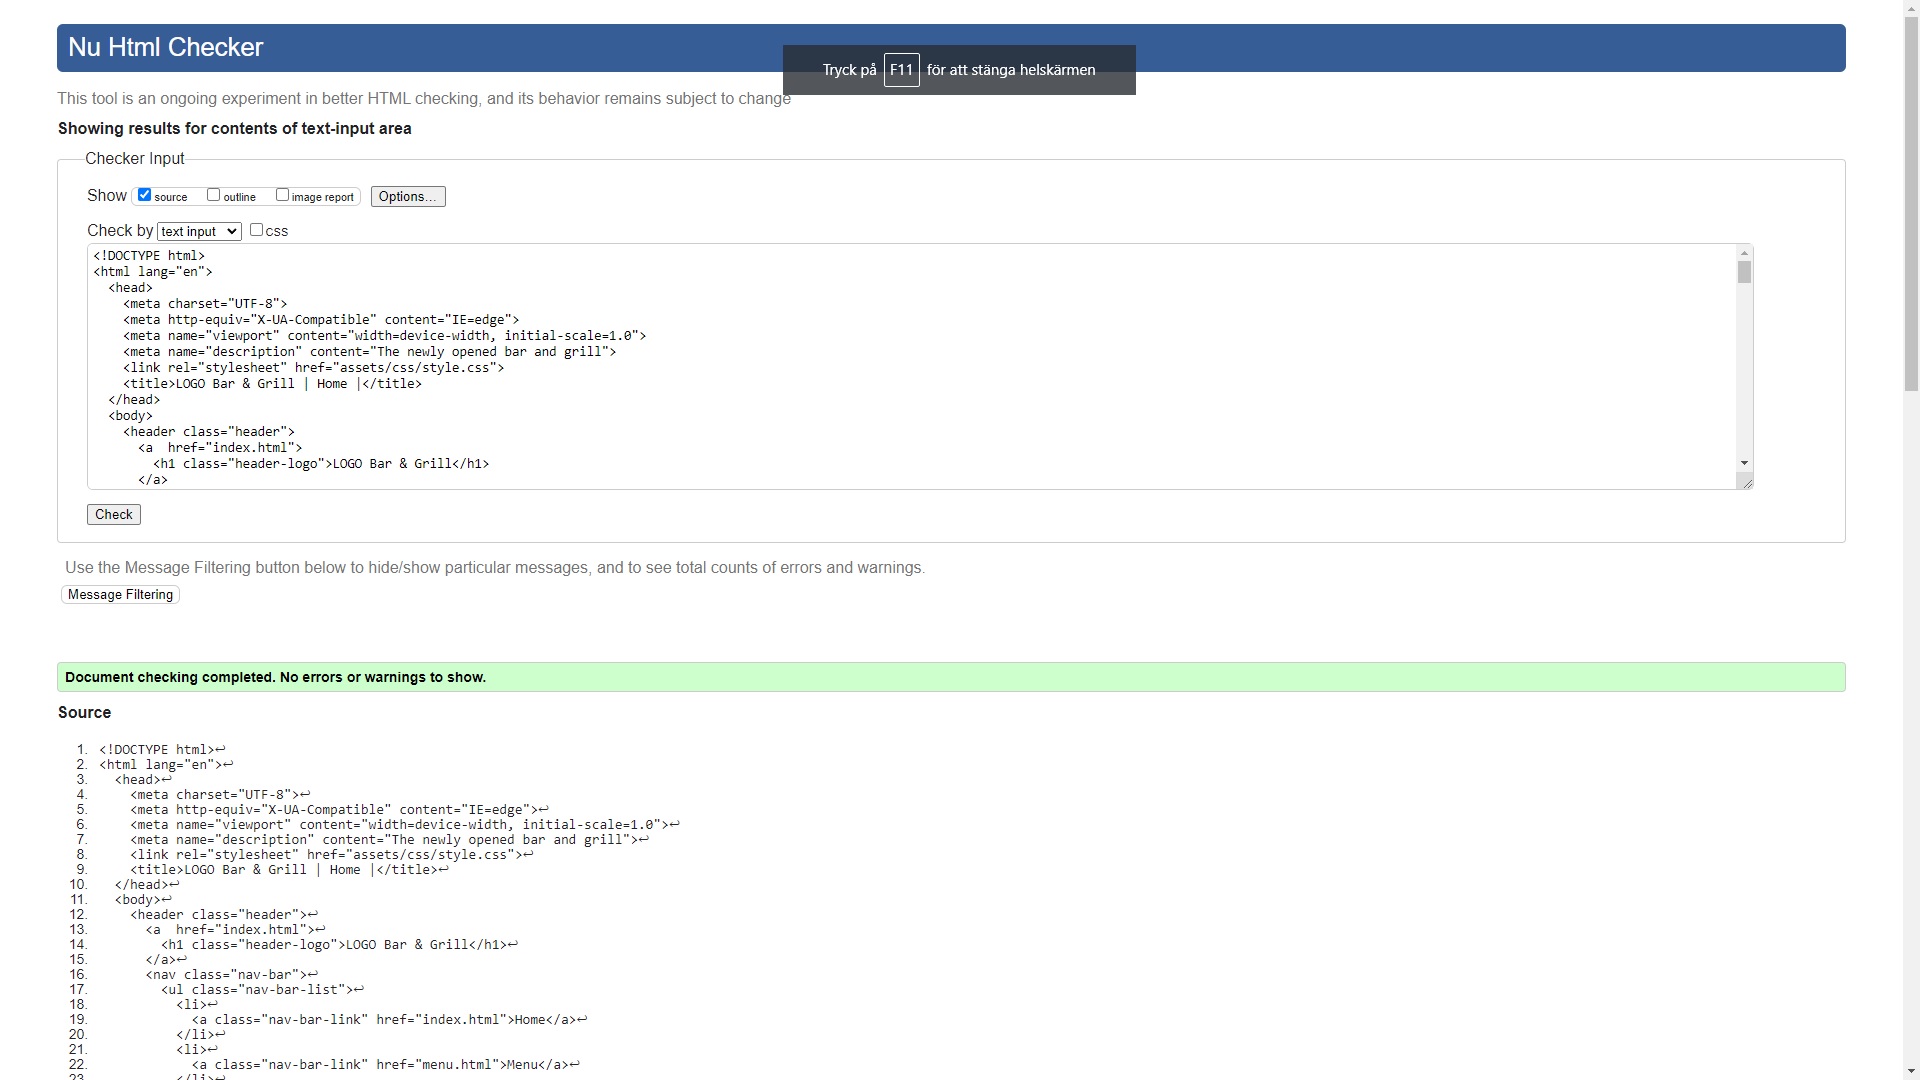 Nu Html Checker
Tryck på F11 för att stänga helskärmen
This tool is an ongoing experiment in better HTML checking, and its behavior remains subject to change
Showing results for contents of text-input area
Checker Input
Show source outline image report Options...
Check by text input css
<!DOCTYPE html>
<html lang="en">
  <head>
    <meta charset="UTF-8">
    <meta http-equiv="X-UA-Compatible" content="IE=edge">
    <meta name="viewport" content="width=device-width, initial-scale=1.0">
    <meta name="description" content="The newly opened bar and grill">
    <link rel="stylesheet" href="assets/css/style.css">
    <title>LOGO Bar & Grill | Home |</title>
  </head>
  <body>
    <header class="header">
      <a  href="index.html">
        <h1 class="header-logo">LOGO Bar & Grill</h1>
      </a>
Check
Use the Message Filtering button below to hide/show particular messages, and to see total counts of errors and warnings.
Message Filtering
Document checking completed. No errors or warnings to show.
Source
1. <!DOCTYPE html>↩
2. <html lang="en">↩
3.   <head>↩
4.     <meta charset="UTF-8">↩
5.     <meta http-equiv="X-UA-Compatible" content="IE=edge">↩
6.     <meta name="viewport" content="width=device-width, initial-scale=1.0">↩
7.     <meta name="description" content="The newly opened bar and grill">↩
8.     <link rel="stylesheet" href="assets/css/style.css">↩
9.     <title>LOGO Bar & Grill | Home |</title>↩
10.   </head>↩
11.   <body>↩
12.     <header class="header">↩
13.       <a  href="index.html">↩
14.         <h1 class="header-logo">LOGO Bar & Grill</h1>↩
15.       </a>↩
16.       <nav class="nav-bar">↩
17.         <ul class="nav-bar-list">↩
18.           <li>↩
19.             <a class="nav-bar-link" href="index.html">Home</a>↩
20.           </li>↩
21.           <li>↩
22.             <a class="nav-bar-link" href="menu.html">Menu</a>↩
23.           </li>↩